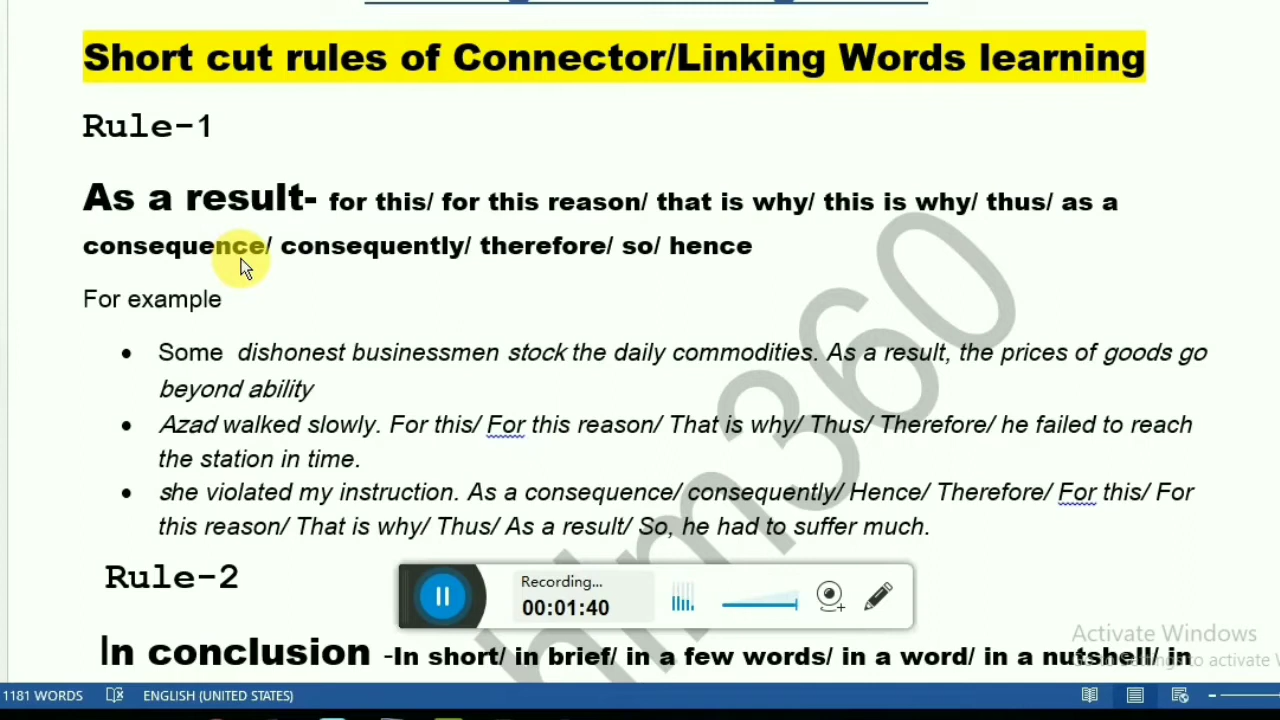 Short cut rules of Connector/Linking Words learning
Rule-1
As a result- for this/ for this reason/ that is why/ this is why/ thus/ as a
consequence/ consequently/ therefore/ so/ hence
For example
• Some dishonest businessmen stock the daily commodities. As a result, the prices of goods go
beyond ability
• Azad walked slowly. For this/ For this reason/ That is why/ Thus/ Therefore/ he failed to reach
the station in time.
• she violated my instruction. As a consequence/ consequently/ Hence/ Therefore/ For this/ For
this reason/ That is why/ Thus/ As a result/ So, he had to suffer much.
Rule-2
Recording...
00:01:40
In conclusion -In short/ in brief/ in a few words/ in a word/ in a nutshell/ in
Activate Windows
to activate
1181 WORDS ENGLISH (UNITED STATES)
him360